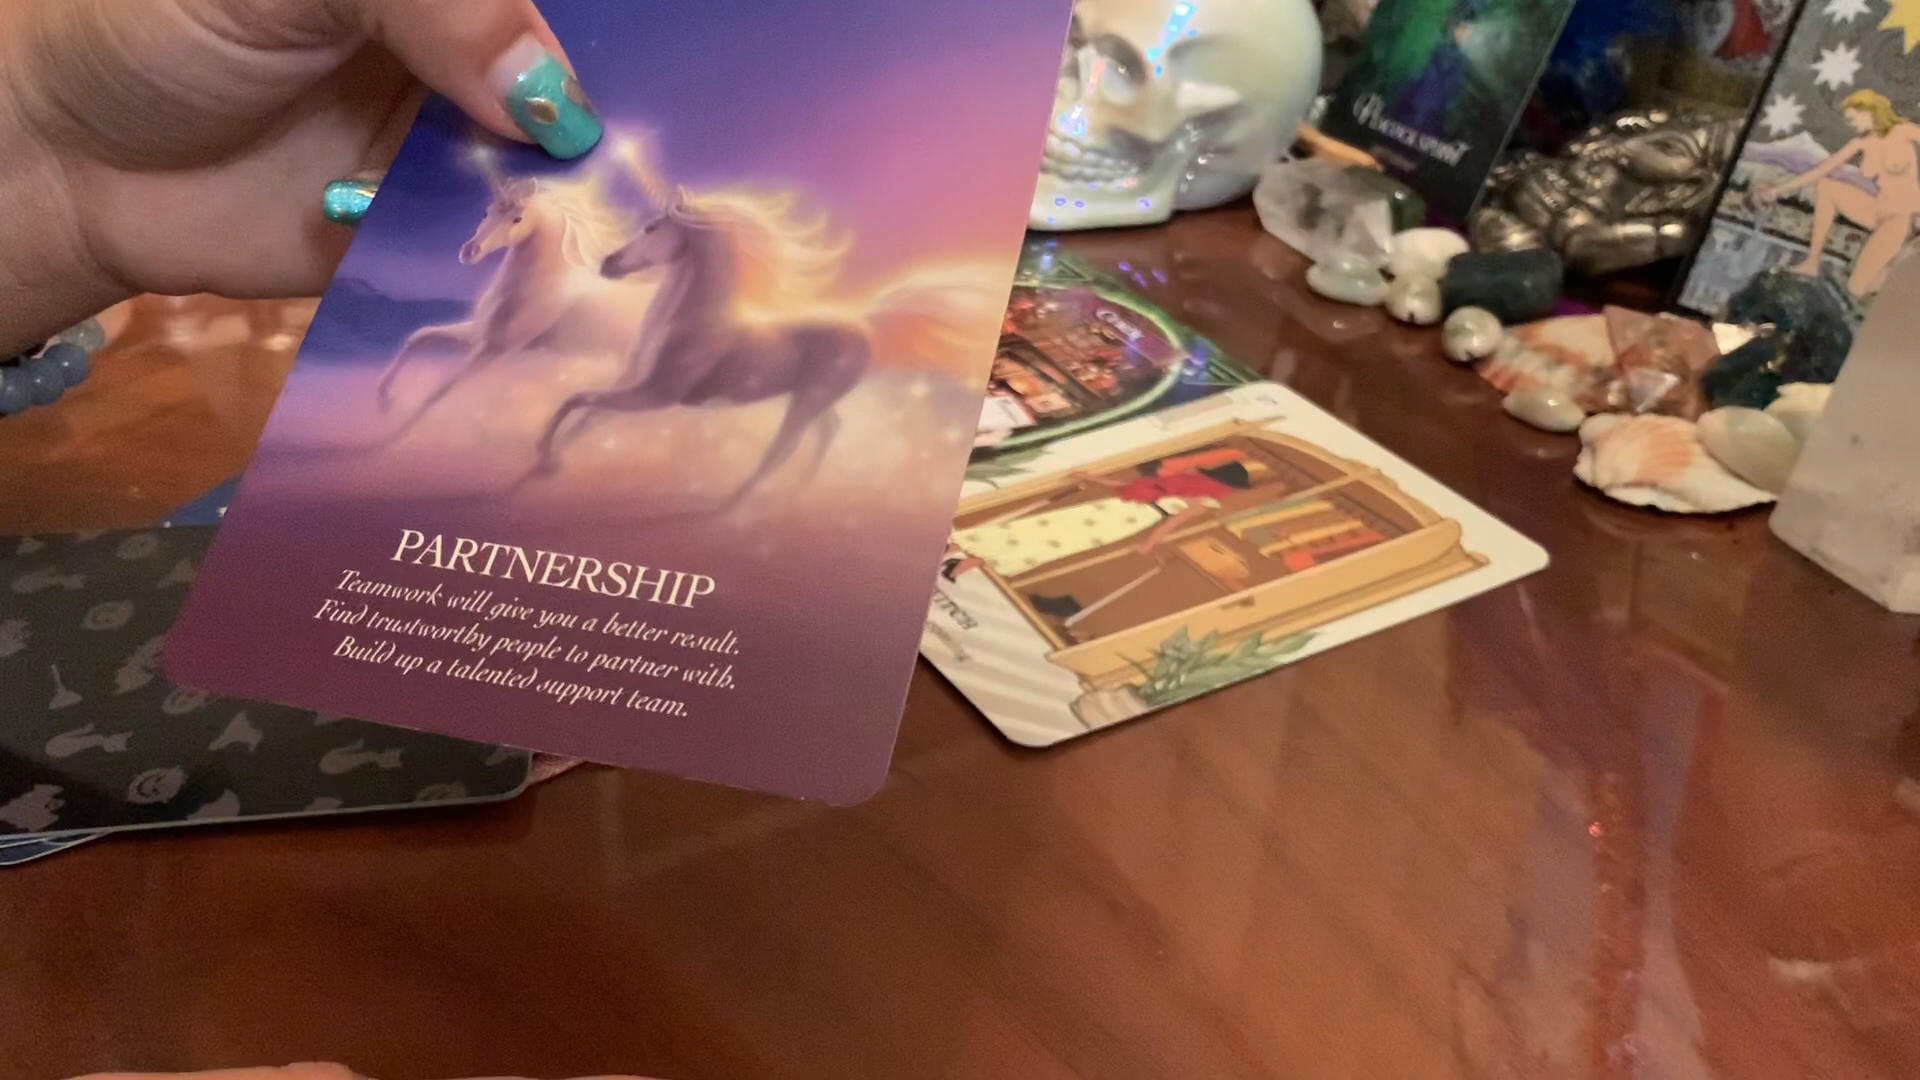 PARTNERSHIP
Teamwork will give you a better result.
Find trustworthy people to partner with.
Build up a talented support team.